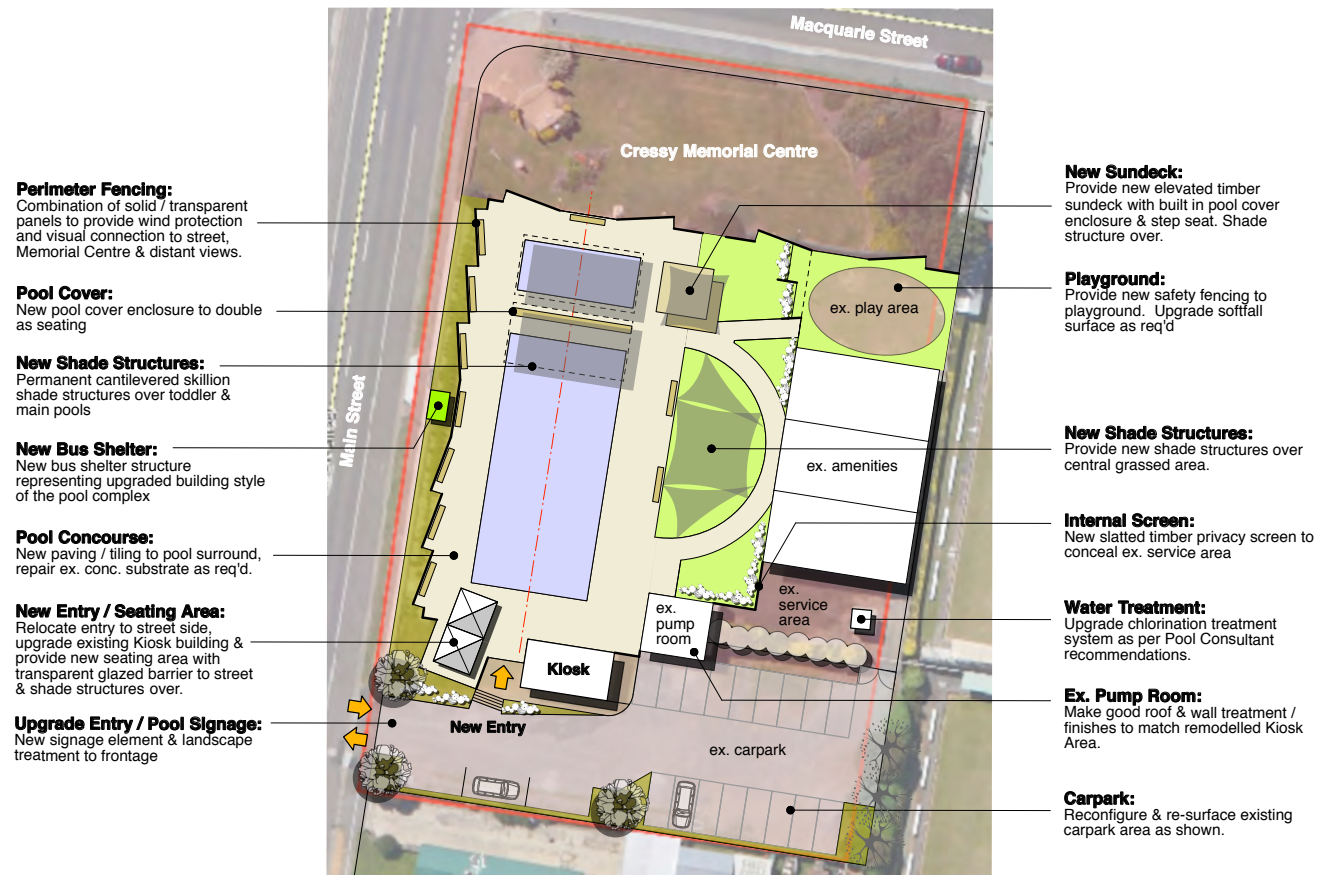 Macquarie Street
Cressy Memorial Centre
Main Street
Perimeter Fencing:
Combination of solid / transparent
panels to provide wind protection
and visual connection to street,
Memorial Centre & distant views.
Pool Cover:
New pool cover enclosure to double
as seating
New Shade Structures:
Permanent cantilevered skillion
shade structures over toddler &
main pools
New Bus Shelter:
New bus shelter structure
representing upgraded building style
of the pool complex
Pool Concourse:
New paving / tiling to pool surround,
repair ex. conc. substrate as req'd.
New Entry / Seating Area:
Relocate entry to street side,
upgrade existing Kiosk building &
provide new seating area with
transparent glazed barrier to street
& shade structures over.
Upgrade Entry / Pool Signage:
New signage element & landscape
treatment to frontage
ex. play area
ex. amenities
ex.
service
area
ex.
pump
room
Kiosk
New Entry
ex. carpark
New Sundeck:
Provide new elevated timber
sundeck with built in pool cover
enclosure & step seat. Shade
structure over.
Playground:
Provide new safety fencing to
playground. Upgrade softfall
surface as req'd
New Shade Structures:
Provide new shade structures over
central grassed area.
Internal Screen:
New slatted timber privacy screen to
conceal ex. service area
Water Treatment:
Upgrade chlorination treatment
system as per Pool Consultant
recommendations.
Ex. Pump Room:
Make good roof & wall treatment /
finishes to match remodelled Kiosk
Area.
Carpark:
Reconfigure & re-surface existing
carpark area as shown.